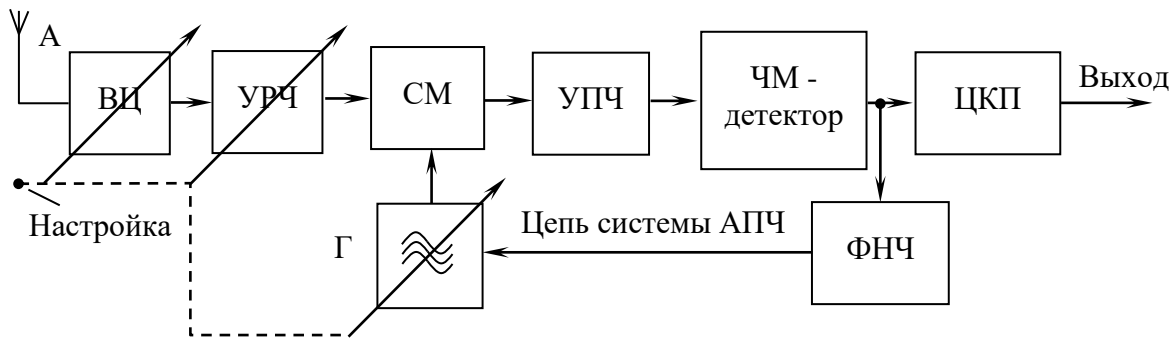 А
ВЦ
УРЧ
СМ
УПЧ
ЧМ -
детектор
ЦКП
Выход
Настройка
Г
Цепь системы АПЧ
ФНЧ